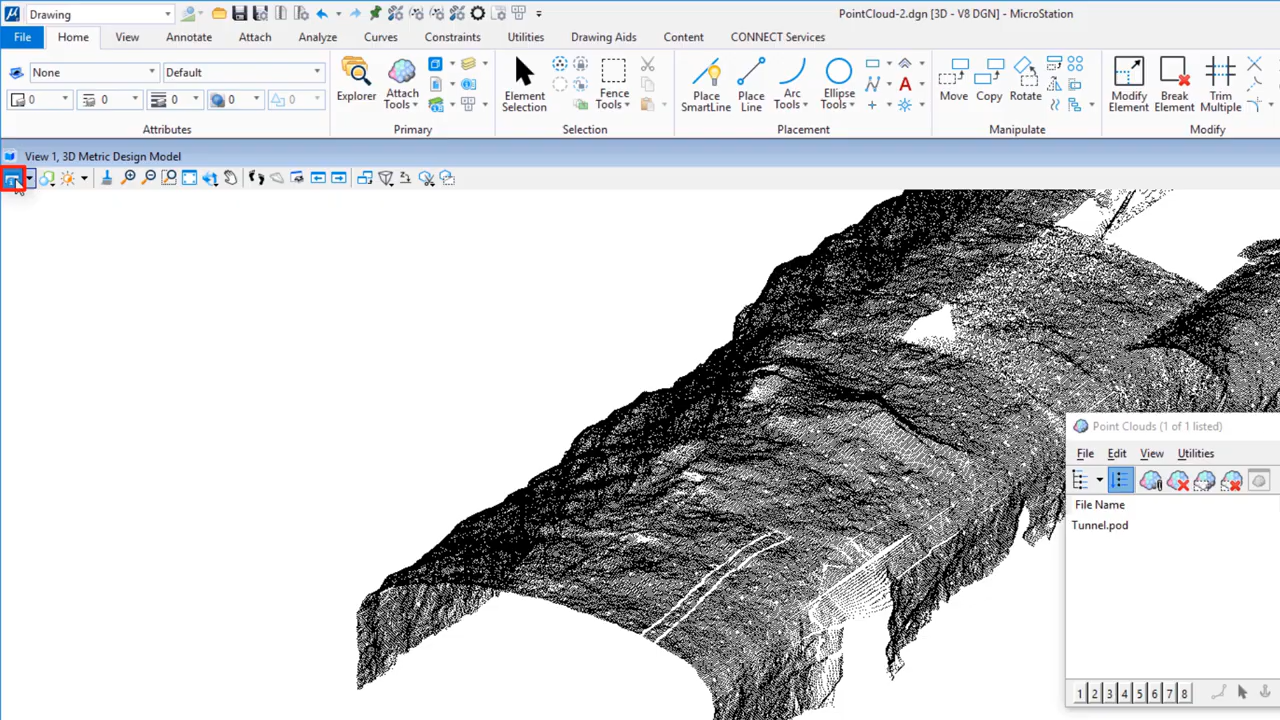 Drawing
PointCloud-2.dgn [3D - V8 DGN] - MicroStation
File Home View Annotate Attach Analyze Curves Constraints Utilities Drawing Aids Content CONNECT Services
None Default
0 0 0 0 0
Attributes
Explorer
Attach Tools
Primary
Element Selection
Fence Tools
Selection
Place SmartLine
Place Line
Arc Tools
Ellipse Tools
A
A
Placement
Move
Copy
Rotate
Manipulate
Modify Element
Break Element
Trim Multiple
Modify
View 1, 3D Metric Design Model
Point Clouds (1 of 1 listed)
File Edit View Utilities
File Name
Tunnel.pod
1 2 3 4 5 6 7 8